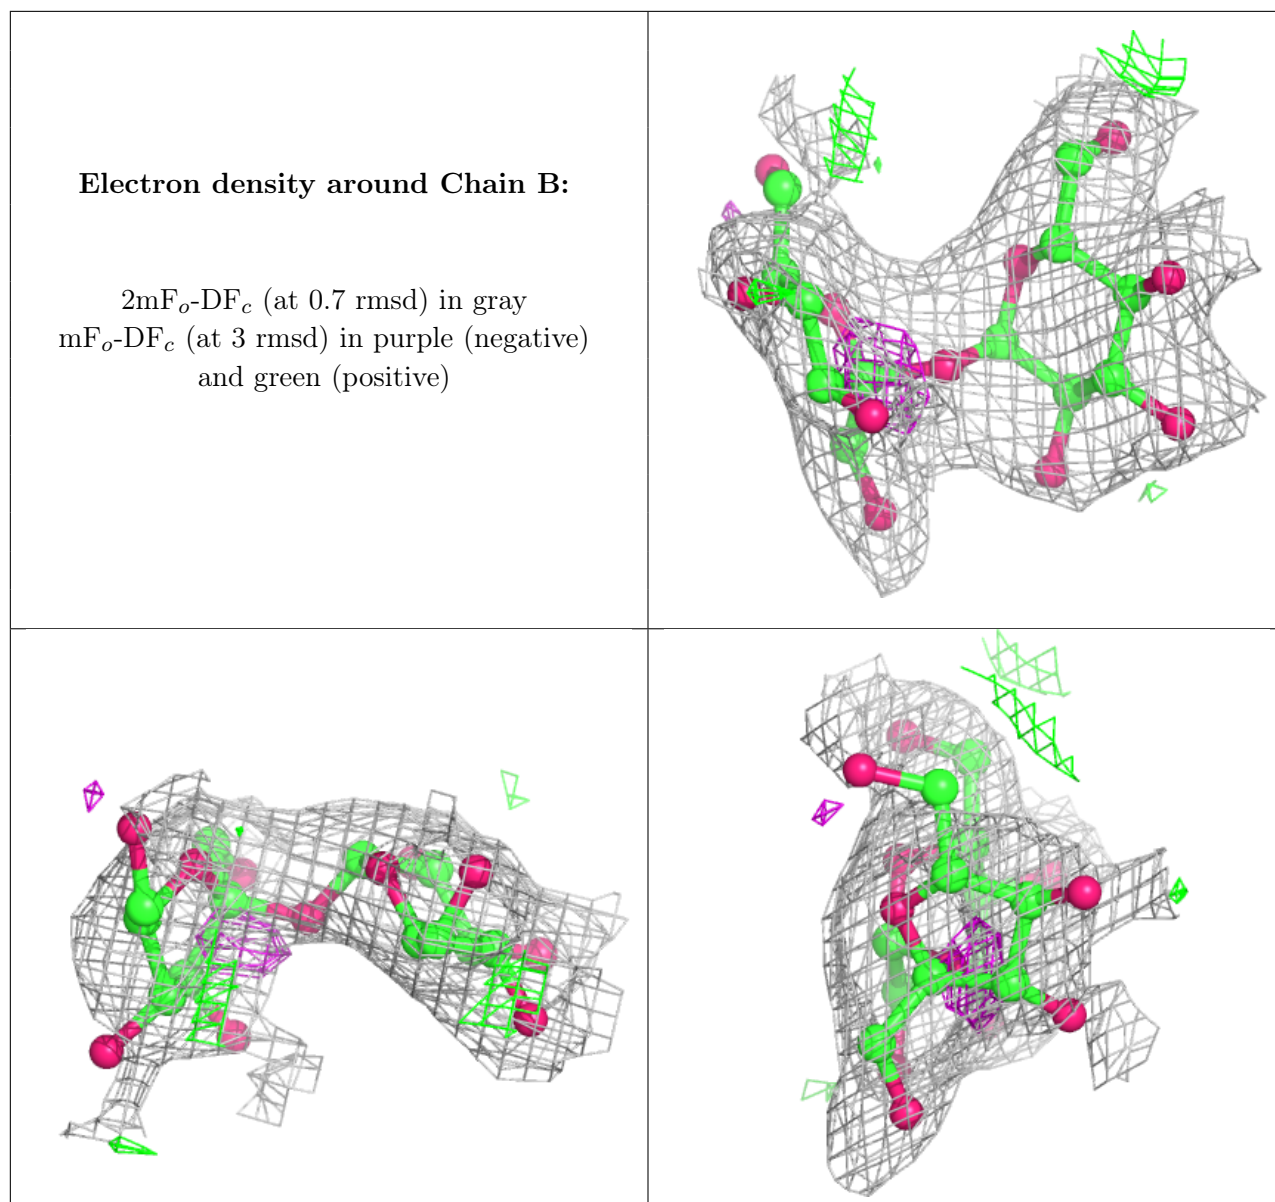 Electron density around Chain B:
2mFₒ-DF𝒸 (at 0.7 rmsd) in gray
mFₒ-DF𝒸 (at 3 rmsd) in purple (negative)
and green (positive)